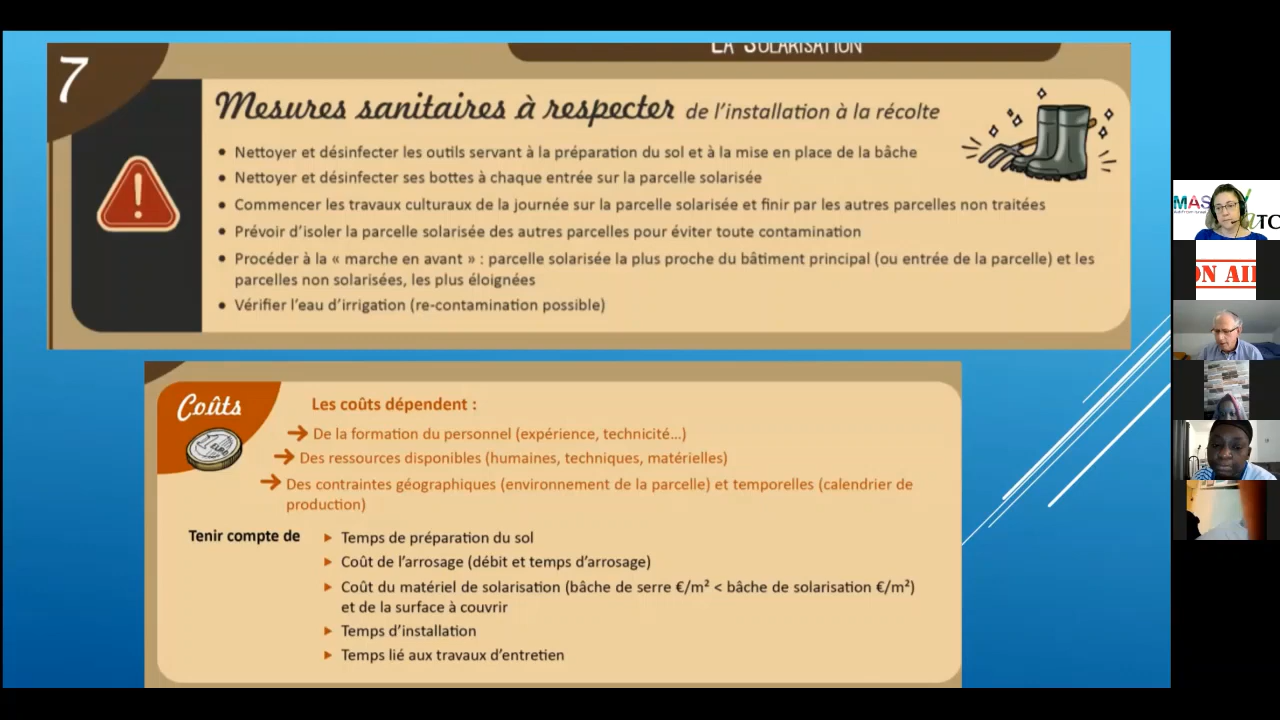 LA SOLARISATION
7
Mesures sanitaires à respecter de l'installation à la récolte
• Nettoyer et désinfecter les outils servant à la préparation du sol et à la mise en place de la bâche
• Nettoyer et désinfecter ses bottes à chaque entrée sur la parcelle solarisée
• Commencer les travaux culturaux de la journée sur la parcelle solarisée et finir par les autres parcelles non traitées
• Prévoir d'isoler la parcelle solarisée des autres parcelles pour éviter toute contamination
• Procéder à la « marche en avant » : parcelle solarisée la plus proche du bâtiment principal (ou entrée de la parcelle) et les
parcelles non solarisées, les plus éloignées
• Vérifier l'eau d'irrigation (re-contamination possible)
Coûts
Les coûts dépendent :
→ De la formation du personnel (expérience, technicité...)
→ Des ressources disponibles (humaines, techniques, matérielles)
→ Des contraintes géographiques (environnement de la parcelle) et temporelles (calendrier de
production)
Tenir compte de
► Temps de préparation du sol
► Coût de l'arrosage (débit et temps d'arrosage)
► Coût du matériel de solarisation (bâche de serre €/m² < bâche de solarisation €/m²)
et de la surface à couvrir
► Temps d'installation
► Temps lié aux travaux d'entretien
MAS
TC
ON AI